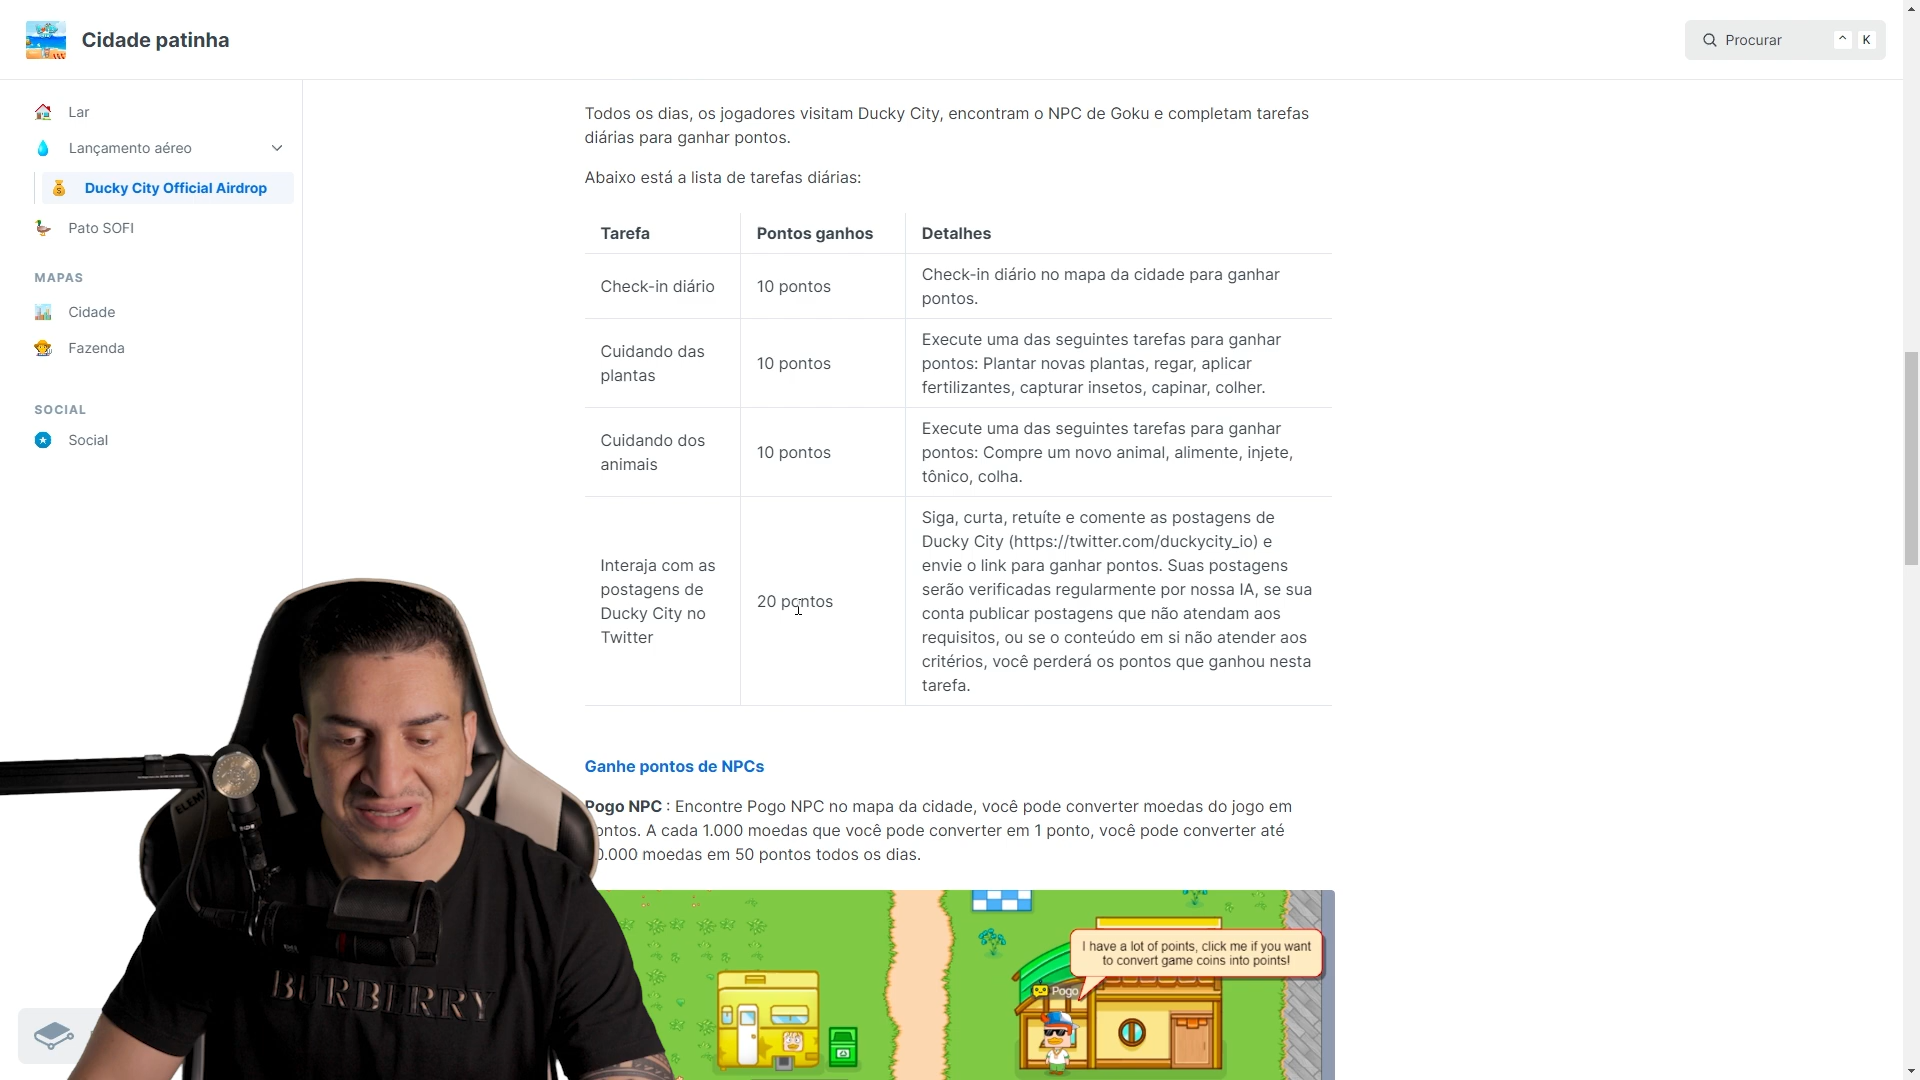 Cidade patinha
Procurar
^ K
Lar
Lançamento aéreo
Ducky City Official Airdrop
Pato SOFI
MAPAS
Cidade
Fazenda
SOCIAL
Social
Todos os dias, os jogadores visitam Ducky City, encontram o NPC de Goku e completam tarefas
diárias para ganhar pontos.
Abaixo está a lista de tarefas diárias:
Tarefa Pontos ganhos Detalhes
Check-in diário
10 pontos
Check-in diário no mapa da cidade para ganhar
pontos.
Cuidando das
plantas
10 pontos
Execute uma das seguintes tarefas para ganhar
pontos: Plantar novas plantas, regar, aplicar
fertilizantes, capturar insetos, capinar, colher.
Cuidando dos
animais
10 pontos
Execute uma das seguintes tarefas para ganhar
pontos: Compre um novo animal, alimente, injete,
tônico, colha.
Interaja com as
postagens de
Ducky City no
Twitter
20 pontos
Siga, curta, retuíte e comente as postagens de
Ducky City (https://twitter.com/duckycity_io) e
envie o link para ganhar pontos. Suas postagens
serão verificadas regularmente por nossa IA, se sua
conta publicar postagens que não atendam aos
requisitos, ou se o conteúdo em si não atender aos
critérios, você perderá os pontos que ganhou nesta
tarefa.
Ganhe pontos de NPCs
Pogo NPC : Encontre Pogo NPC no mapa da cidade, você pode converter moedas do jogo em
ontos. A cada 1.000 moedas que você pode converter em 1 ponto, você pode converter até
0.000 moedas em 50 pontos todos os dias.
I have a lot of points, click me if you want
to convert game coins into points!
Pogo
BURBERRY